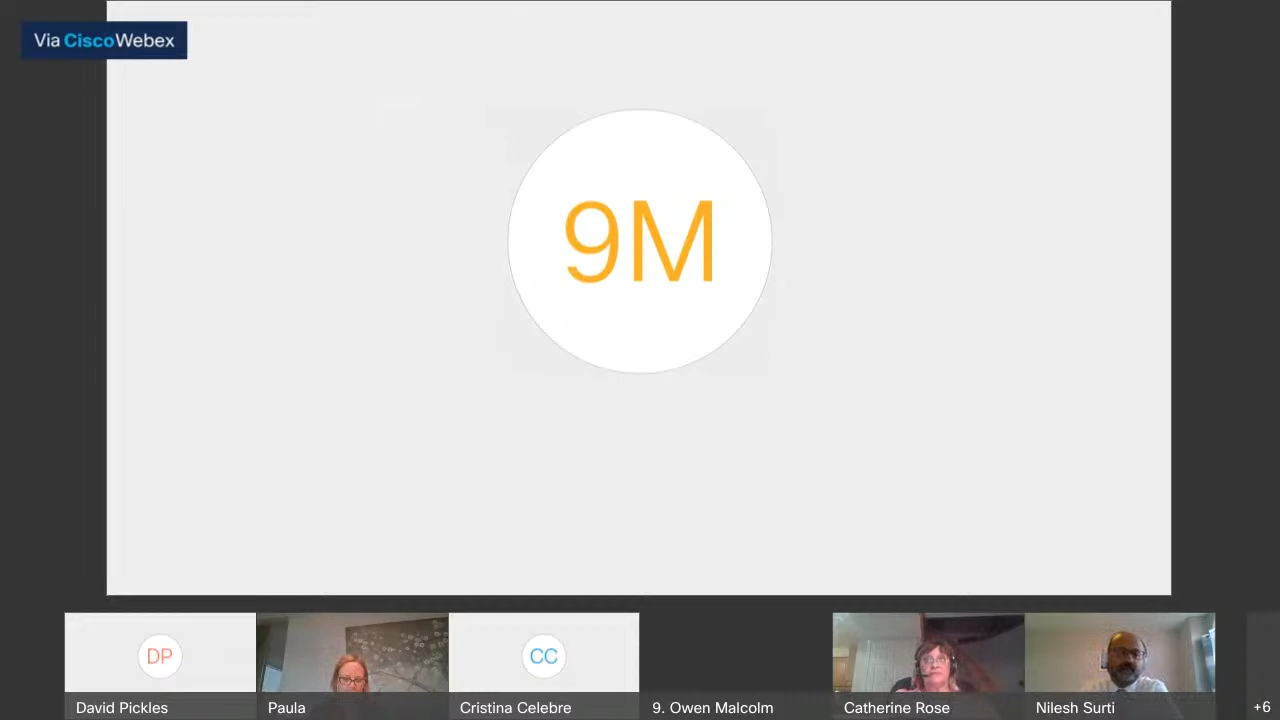 Via CiscoWebex
9M
DP
CC
David Pickles
Paula
Cristina Celebre
9. Owen Malcolm
Catherine Rose
Nilesh Surti
+6